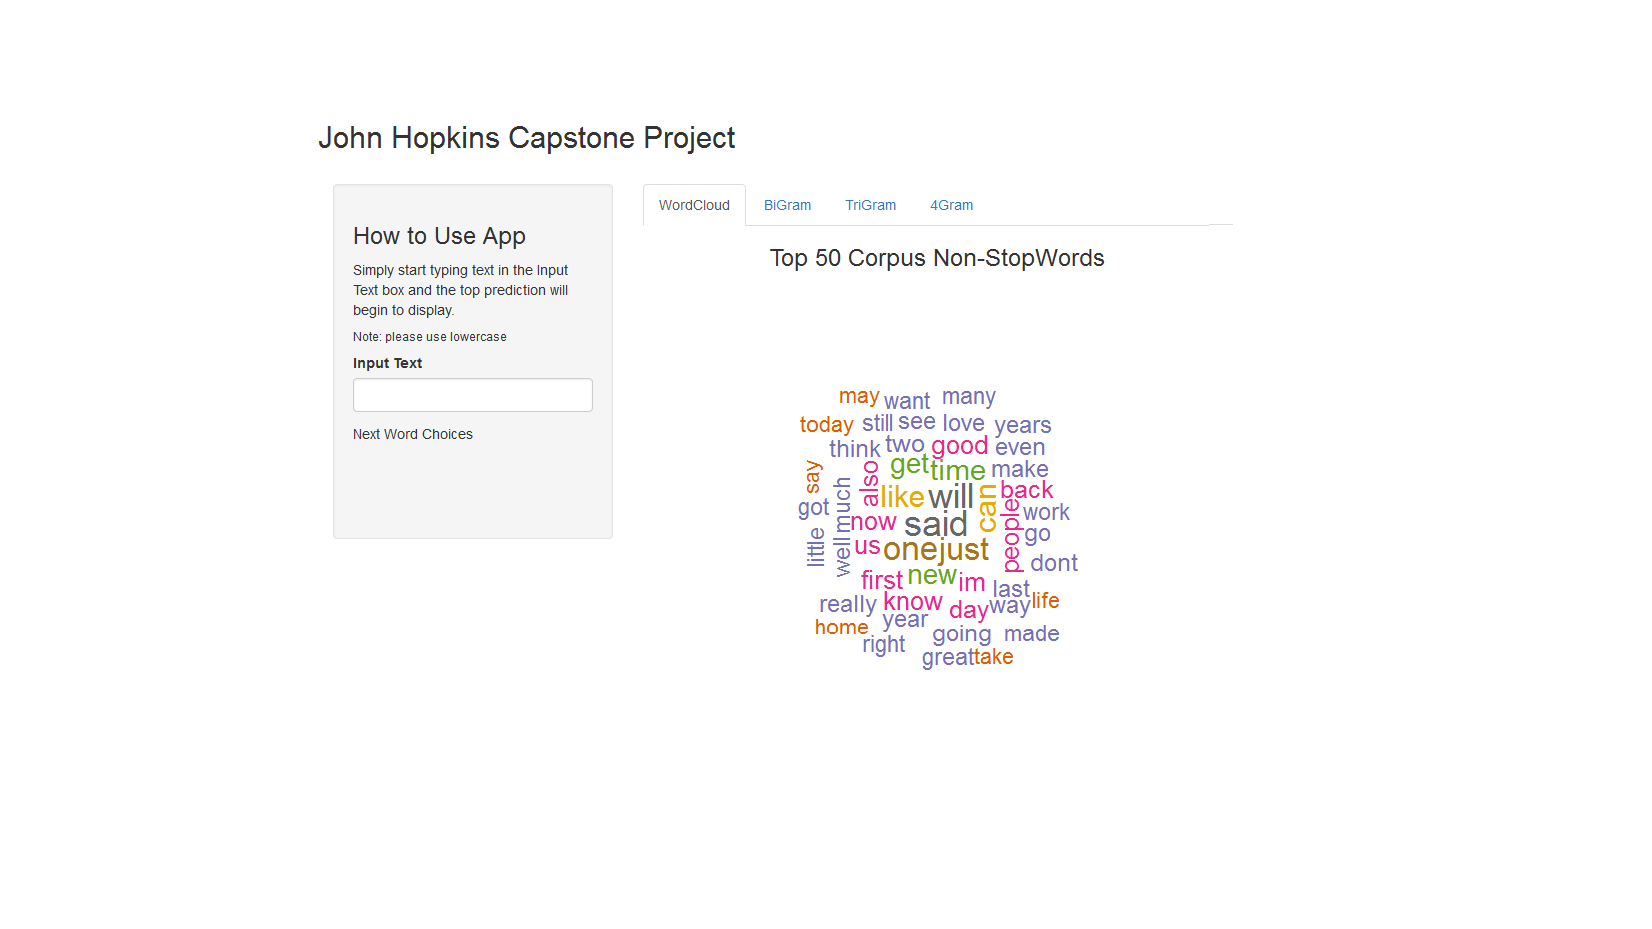 John Hopkins Capstone Project
How to Use App
Simply start typing text in the Input
Text box and the top prediction will
begin to display.
Note: please use lowercase
Input Text
Next Word Choices
WordCloud BiGram TriGram 4Gram
Top 50 Corpus Non-StopWords
may want many
today still see love years
think two good even
say also get time make
got much like will can back
now said people work
little well us one just go
dont
first new im last
really know day way life
home year going made
right great take